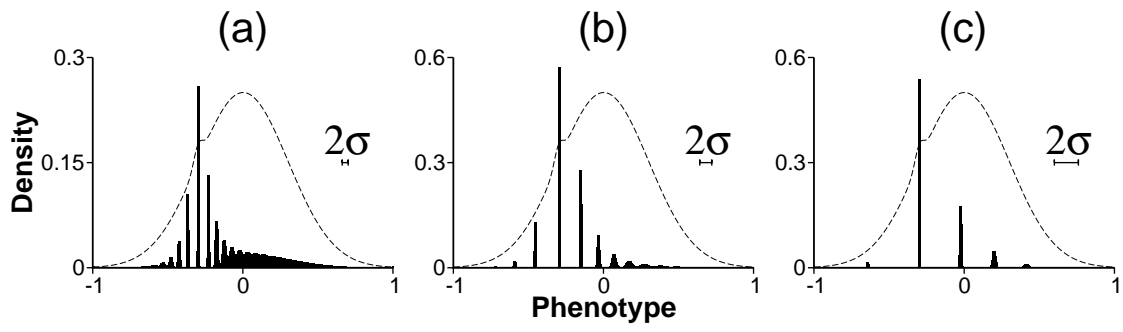 (a) (b) (c)
0.3 0.6 0.6
2σ 2σ 2σ
0.15 0.3 0.3
Density
0 0 0
-1 0 1 -1 0 1 -1 0 1
Phenotype